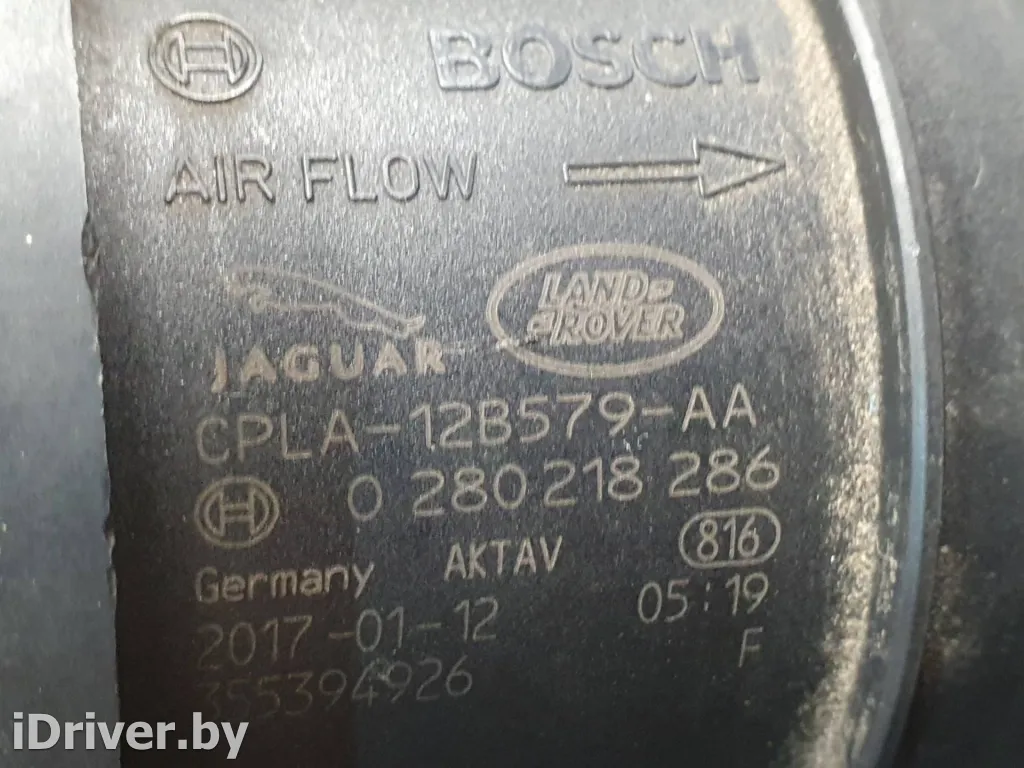 BOSCH
AIR FLOW
LAND
ROVER
JAGUAR
CPLA-12B579-AA
0 280 218 286
AKTAV 816
Germany
05:19
2017-01-12
F
355394926
iDriver.by